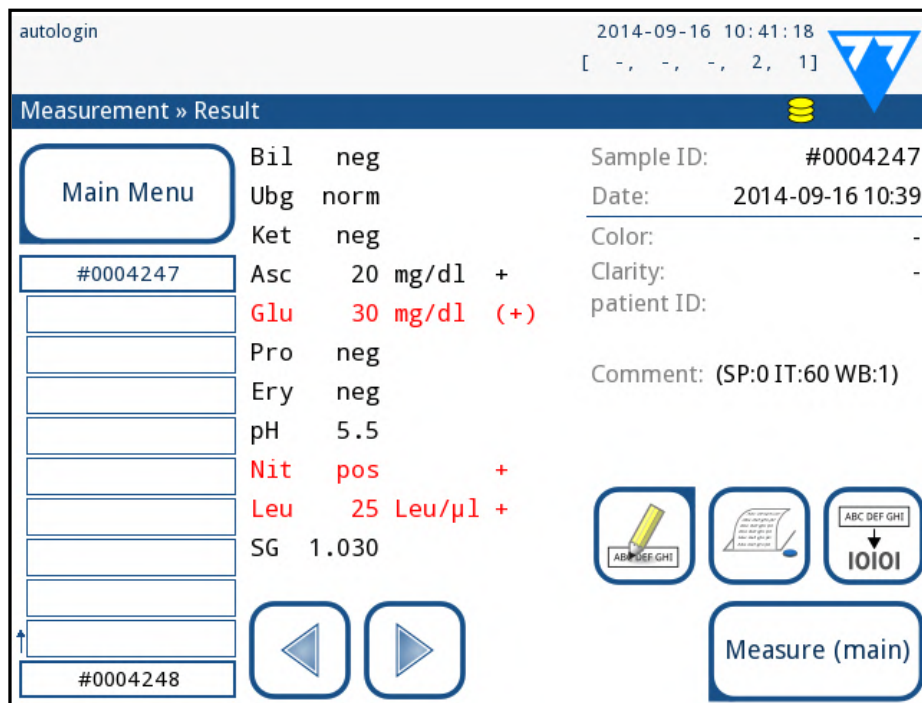 autologin
2014-09-16 10:41:18
[ -, -, -, 2, 1]
Measurement » Result
Main Menu
#0004247
#0004248
Bil neg
Ubg norm
Ket neg
Asc 20 mg/dl +
Glu 30 mg/dl (+)
Pro neg
Ery neg
pH 5.5
Nit pos +
Leu 25 Leu/µl +
SG 1.030
Sample ID: #0004247
Date: 2014-09-16 10:39
Color: -
Clarity: -
patient ID:
Comment: (SP:0 IT:60 WB:1)
ABC DEF GHI
ABC DEF GHI
IOIOI
Measure (main)